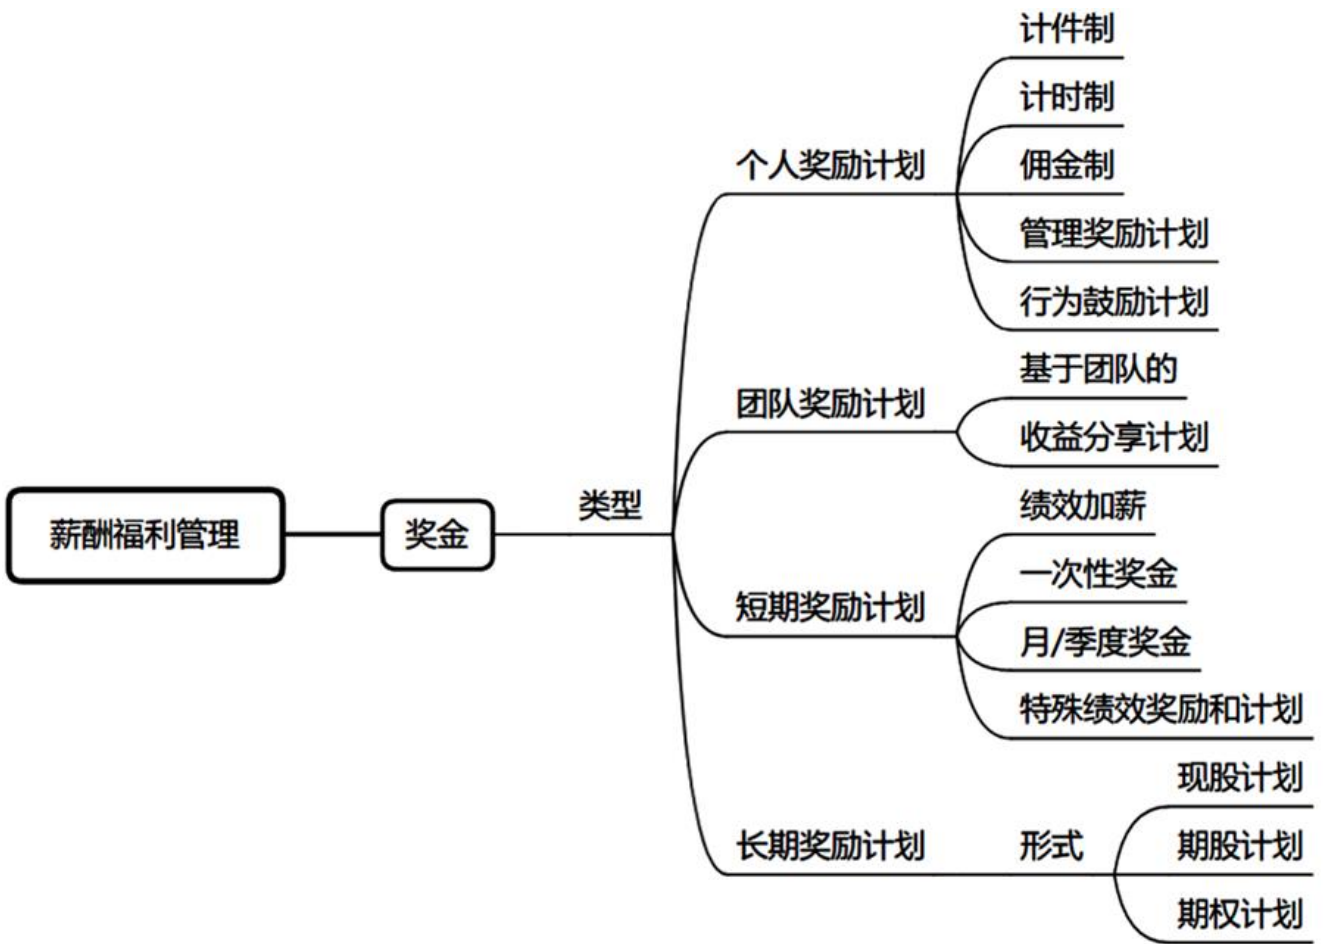 计件制
计时制
个人奖励计划
佣金制
管理奖励计划
行为鼓励计划
基于团队的
团队奖励计划
收益分享计划
薪酬福利管理
奖金
类型
绩效加薪
一次性奖金
短期奖励计划
月/季度奖金
特殊绩效奖励和计划
现股计划
长期奖励计划
形式
期股计划
期权计划